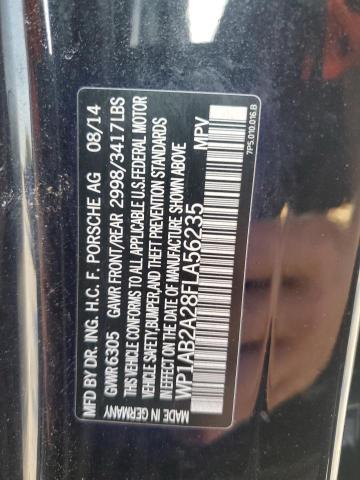 MFD BY DR. ING. H.C. F. PORSCHE AG 08/14
GVWR 6305 GAWR FRONT/REAR 2998/3417LBS
THIS VEHICLE CONFORMS TO ALL APPLICABLE U.S.FEDERAL MOTOR
VEHICLE SAFETY,BUMPER,AND THEFT PREVENTION STANDARDS
IN EFFECT ON THE DATE OF MANUFACTURE SHOWN ABOVE
WP1AB2A28FLA56235 MPV
MADE IN GERMANY
7P5.010.016.B